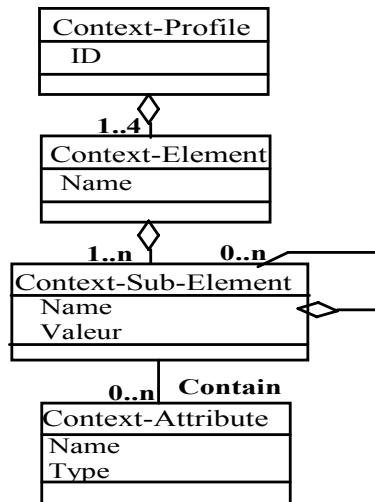 Context-Profile
ID
1..4
Context-Element
Name
1..n 0..n
Context-Sub-Element
Name
Valeur
0..n Contain
Context-Attribute
Name
Type